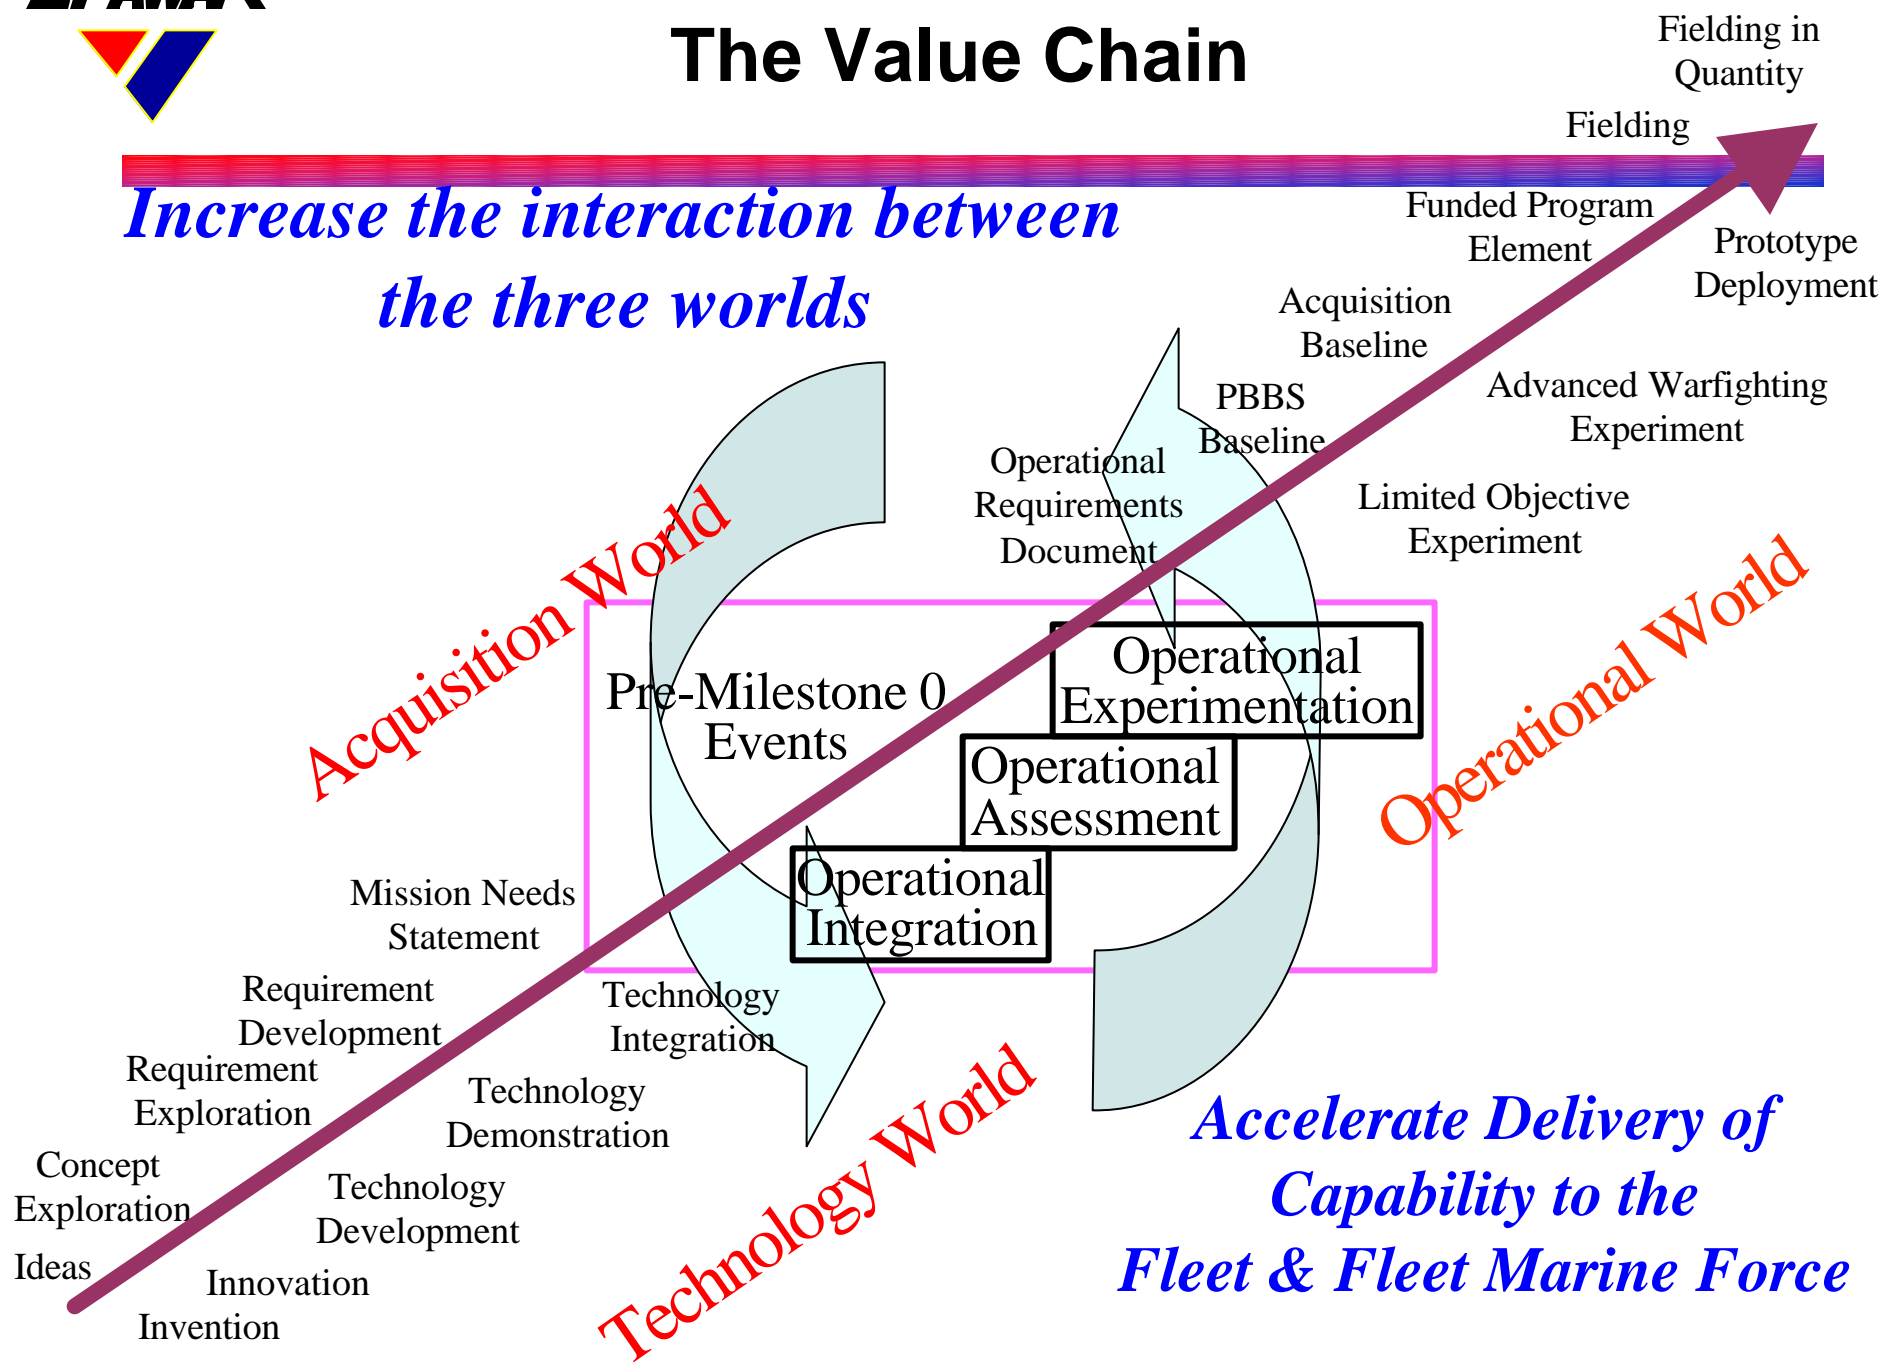 The Value Chain
Fielding in
Quantity
Fielding
Increase the interaction between
the three worlds
Funded Program
Element
Prototype
Deployment
Acquisition
Baseline
Advanced Warfighting
Experiment
PBBS
Baseline
Operational
Requirements
Document
Limited Objective
Experiment
Acquisition World
Operational World
Pre-Milestone 0
Events
Operational
Experimentation
Operational
Assessment
Operational
Integration
Mission Needs
Statement
Requirement
Development
Technology
Integration
Requirement
Exploration
Technology
Demonstration
Technology World
Concept
Exploration
Technology
Development
Ideas
Innovation
Invention
Accelerate Delivery of
Capability to the
Fleet & Fleet Marine Force